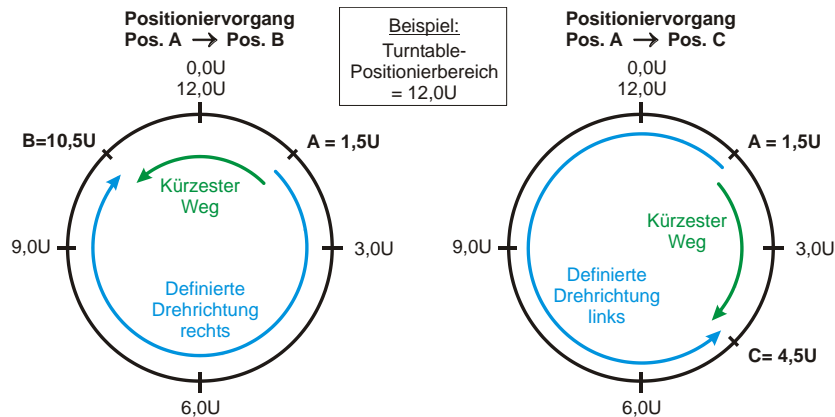 Positioniervorgang
Pos. A → Pos. B
0,0U
12,0U
B=10,5U
A = 1,5U
Kürzester
Weg
9,0U
3,0U
Definierte
Drehrichtung
rechts
6,0U
Beispiel:
Turntable-
Positionierbereich
= 12,0U
Positioniervorgang
Pos. A → Pos. C
0,0U
12,0U
A = 1,5U
Kürzester
Weg
9,0U
3,0U
Definierte
Drehrichtung
links
C= 4,5U
6,0U